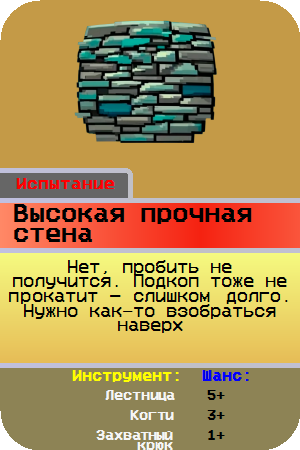 Испытание
Высокая прочная
стена
Нет, пробить не
получится. Подкоп тоже не
прокатит - слишком долго.
Нужно как-то взобраться
наверх
Инструмент: Шанс:
Лестница 5+
Когти 3+
Захватный 1+
крюк